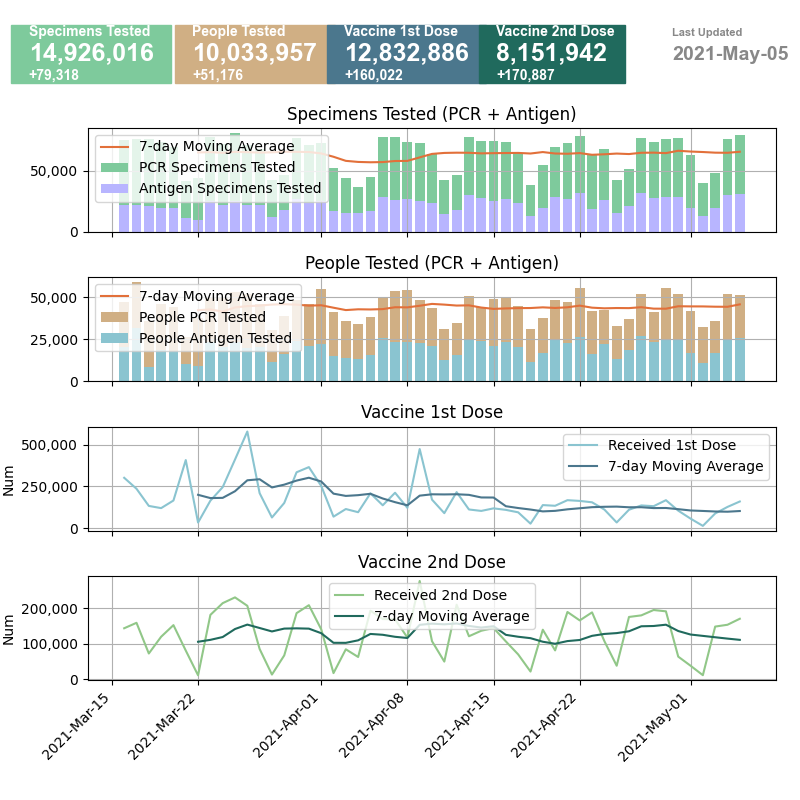 Specimens Tested
14,926,016
+79,318
People Tested
10,033,957
+51,176
Vaccine 1st Dose
12,832,886
+160,022
Vaccine 2nd Dose
8,151,942
+170,887
Last Updated
2021-May-05
Specimens Tested (PCR + Antigen)
7-day Moving Average
PCR Specimens Tested
Antigen Specimens Tested
50,000
0
People Tested (PCR + Antigen)
7-day Moving Average
People PCR Tested
People Antigen Tested
50,000
25,000
0
Vaccine 1st Dose
Received 1st Dose
7-day Moving Average
500,000
250,000
0
Num
Vaccine 2nd Dose
Received 2nd Dose
7-day Moving Average
200,000
100,000
0
Num
2021-Mar-15
2021-Mar-22
2021-Apr-01
2021-Apr-08
2021-Apr-15
2021-Apr-22
2021-May-01